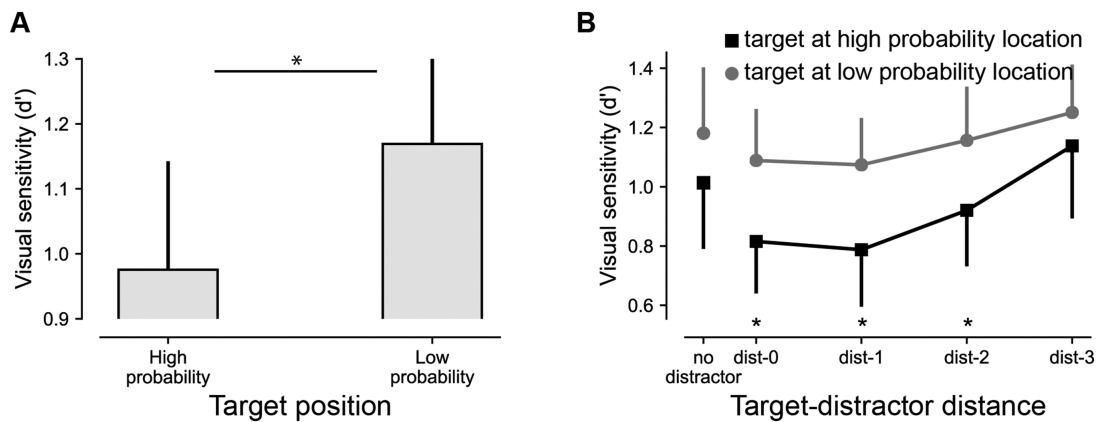 A
Visual sensitivity (d')
1.3
1.2
1.1
1.0
0.9
*
High
probability
Low
probability
Target position
B
target at high probability location
target at low probability location
Visual sensitivity (d')
1.4
1.2
1.0
0.8
0.6
* * *
no
distractor
dist-0 dist-1 dist-2 dist-3
Target-distractor distance